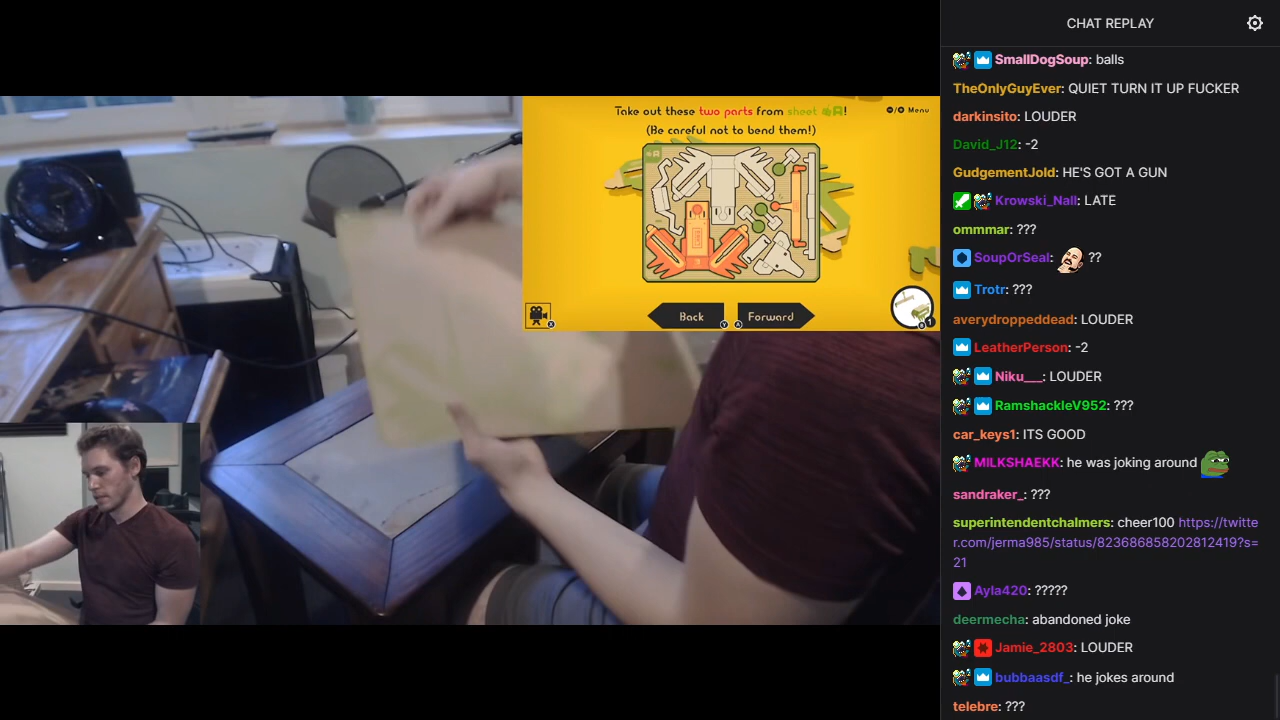 Take out these two parts from sheet A!
(Be careful not to bend them!)
Menu
Back
Forward
CHAT REPLAY
SmallDogSoup: balls
TheOnlyGuyEver: QUIET TURN IT UP FUCKER
darkinsito: LOUDER
David_J12: -2
GudgementJold: HE'S GOT A GUN
Krowski_Nall: LATE
ommmar: ???
SoupOrSeal: ??
Trotr: ???
averydroppeddead: LOUDER
LeatherPerson: -2
Niku___: LOUDER
RamshackleV952: ???
car_keys1: ITS GOOD
MILKSHAEKK: he was joking around
sandraker_: ???
superintendentchalmers: cheer100 https://twitte
r.com/jerma985/status/823686858202812419?s=
21
Ayla420: ?????
deermecha: abandoned joke
Jamie_2803: LOUDER
bubbaasdf_: he jokes around
telebre: ???